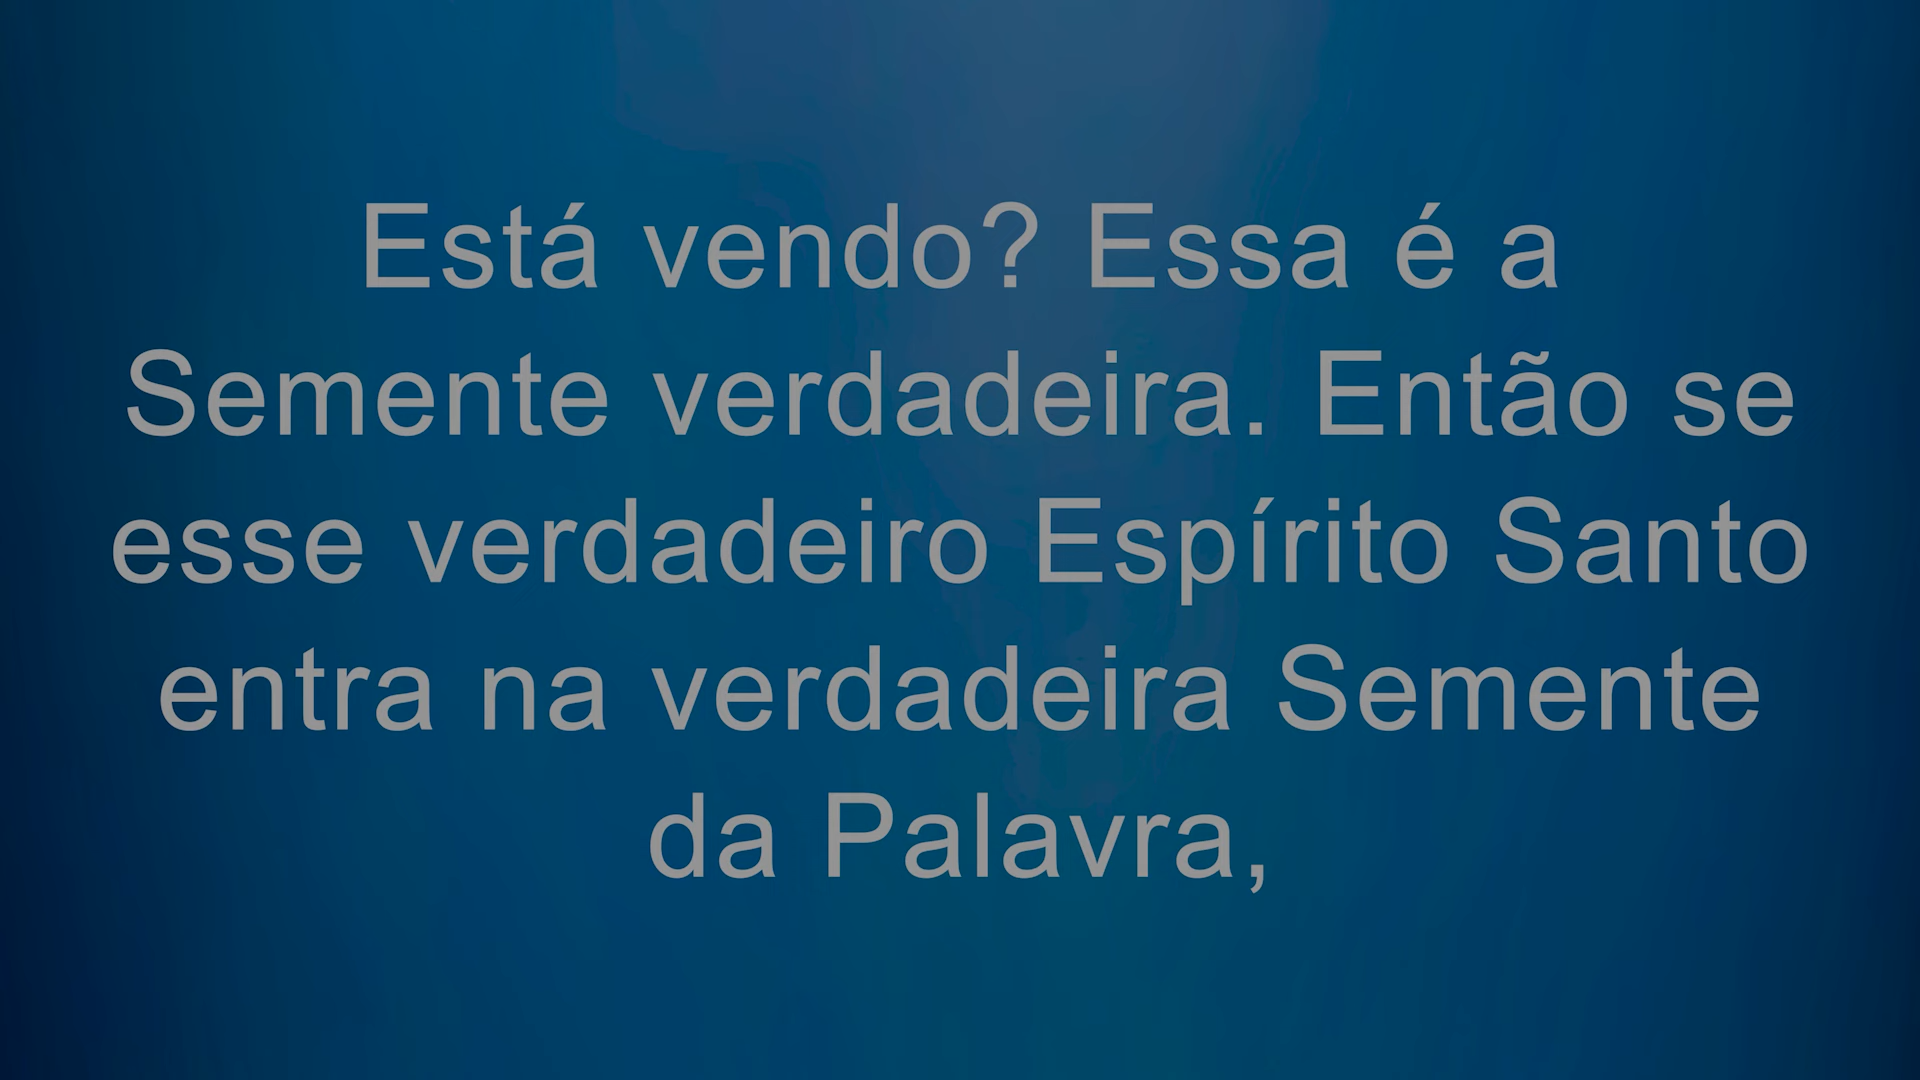 Está vendo? Essa é a
Semente verdadeira. Então se
esse verdadeiro Espírito Santo
entra na verdadeira Semente
da Palavra,